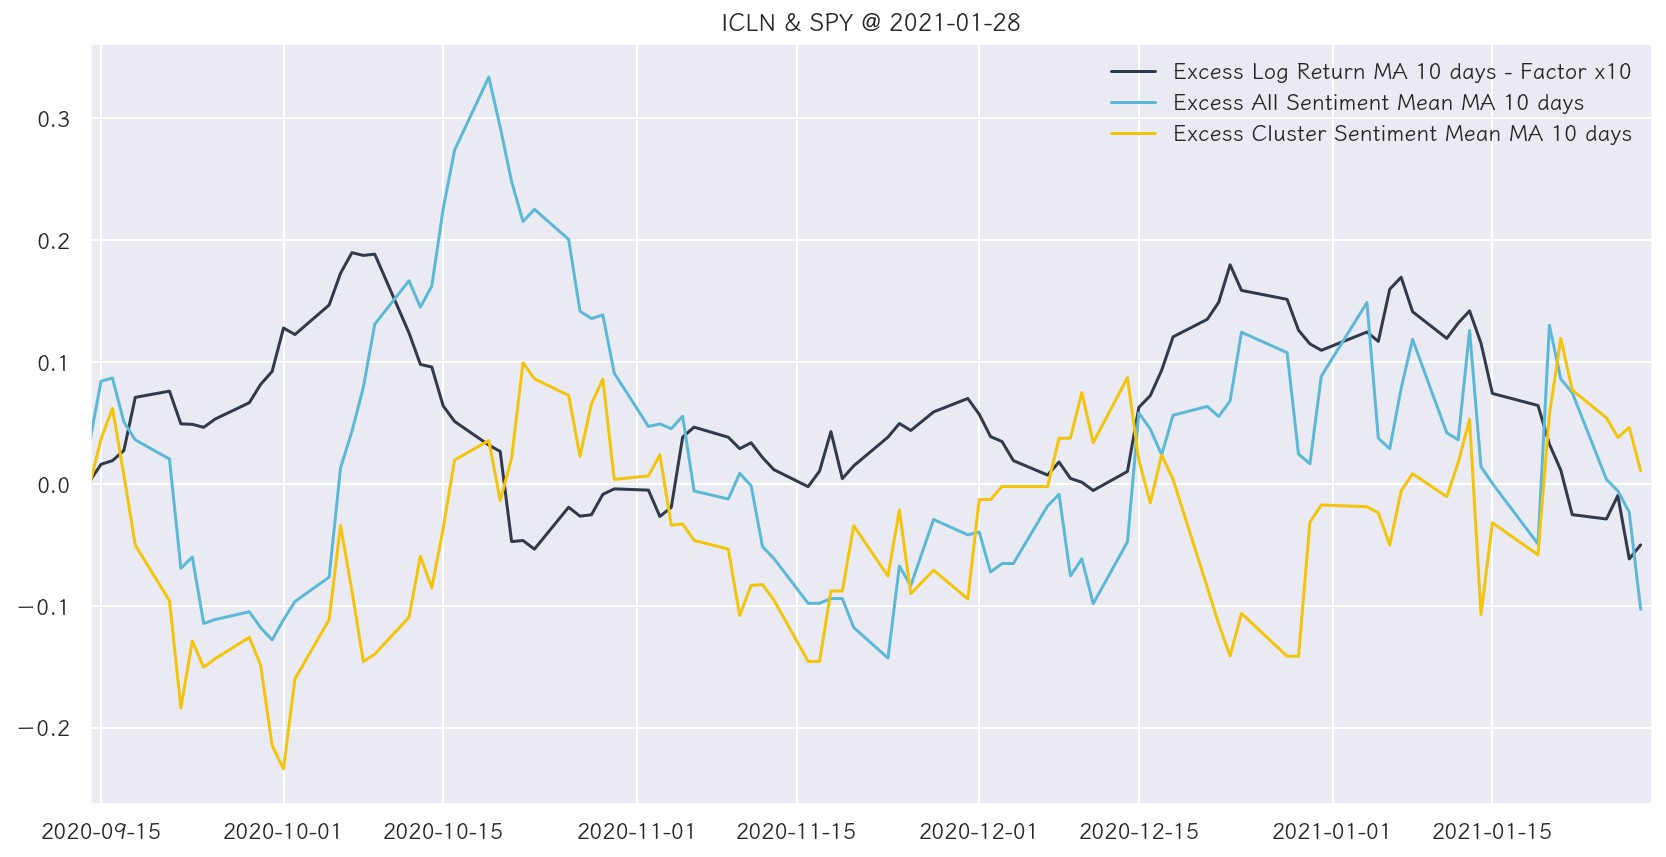 ICLN & SPY @ 2021-01-28
Excess Log Return MA 10 days - Factor x10
Excess All Sentiment Mean MA 10 days
Excess Cluster Sentiment Mean MA 10 days
0.3
0.2
0.1
0.0
−0.1
−0.2
2020-09-15 2020-10-01 2020-10-15 2020-11-01 2020-11-15 2020-12-01 2020-12-15 2021-01-01 2021-01-15